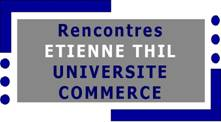 Rencontres
ETIENNE THIL
UNIVERSITE
COMMERCE